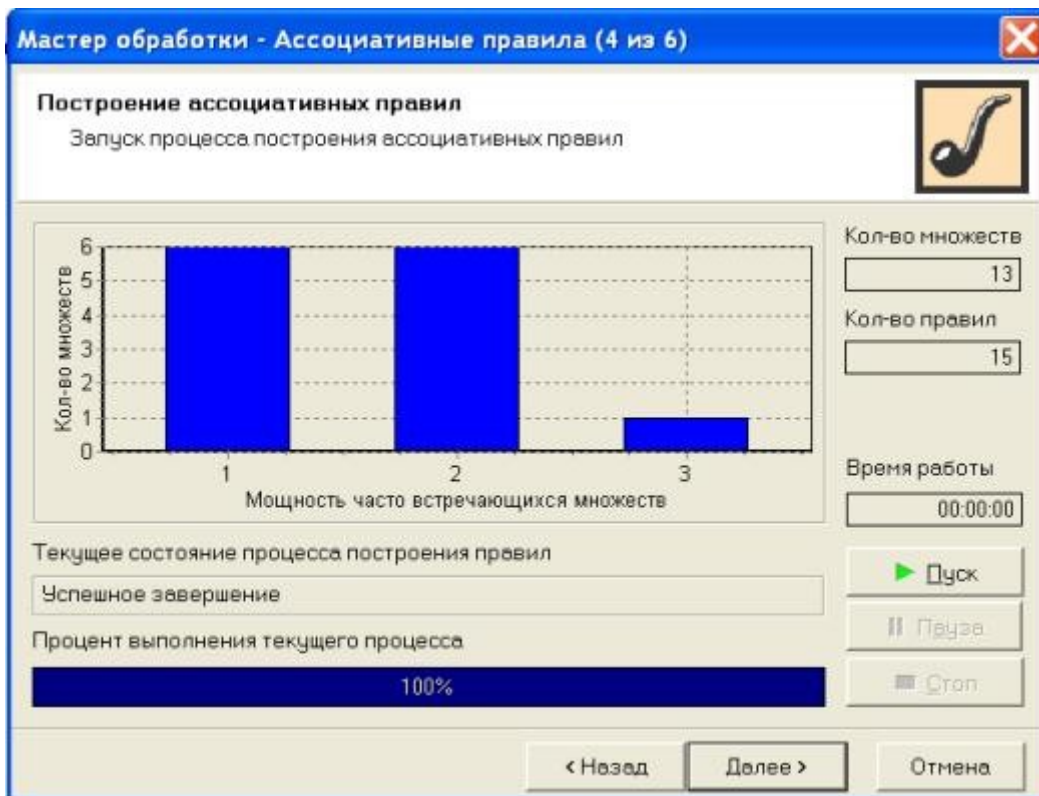 Мастер обработки - Ассоциативные правила (4 из 6)
Построение ассоциативных правил
Запуск процесса построения ассоциативных правил
Кол-во множеств
6
5
4
3
2
1
0
1 2 3
Мощность часто встречающихся множеств
Кол-во множеств
13
Кол-во правил
15
Время работы
00:00:00
Текущее состояние процесса построения правил
Успешное завершение
Процент выполнения текущего процесса
100%
Пуск
Пауза
Стоп
< Назад
Далее >
Отмена